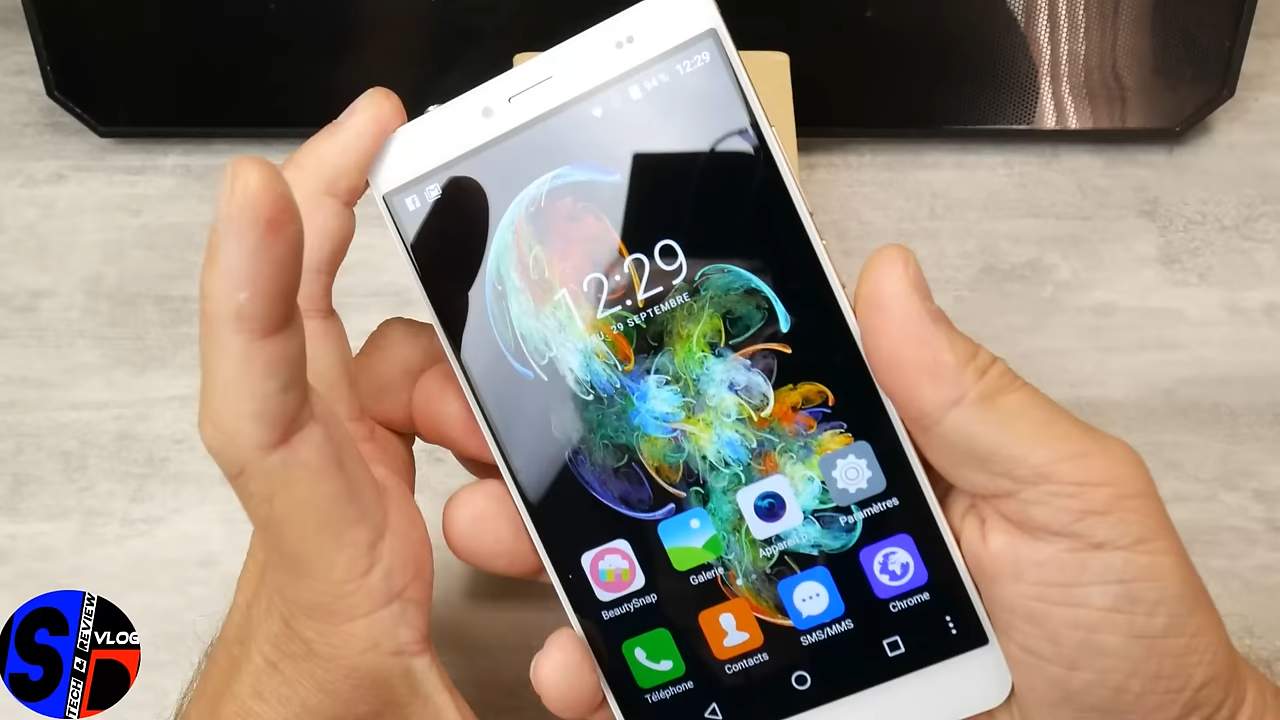 94 % 12:29
12:29
29 SEPTEMBRE
Paramètres
Appareil p
Galerie
BeautySnap
Chrome
SMS/MMS
Contacts
Téléphone
S D
TECH & REVIEW
VLOG